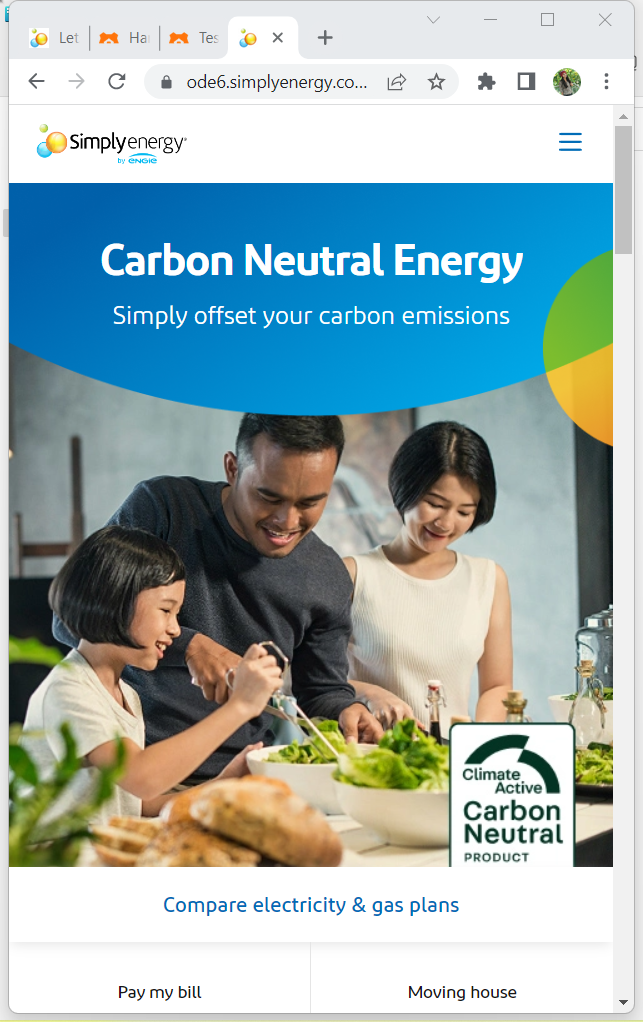 Let
Ha
Tes
ode6.simplyenergy.co...
Simplyenergy®
by ENGIE
Carbon Neutral Energy
Simply offset your carbon emissions
Climate
Active
Carbon
Neutral
PRODUCT
Compare electricity & gas plans
Pay my bill
Moving house